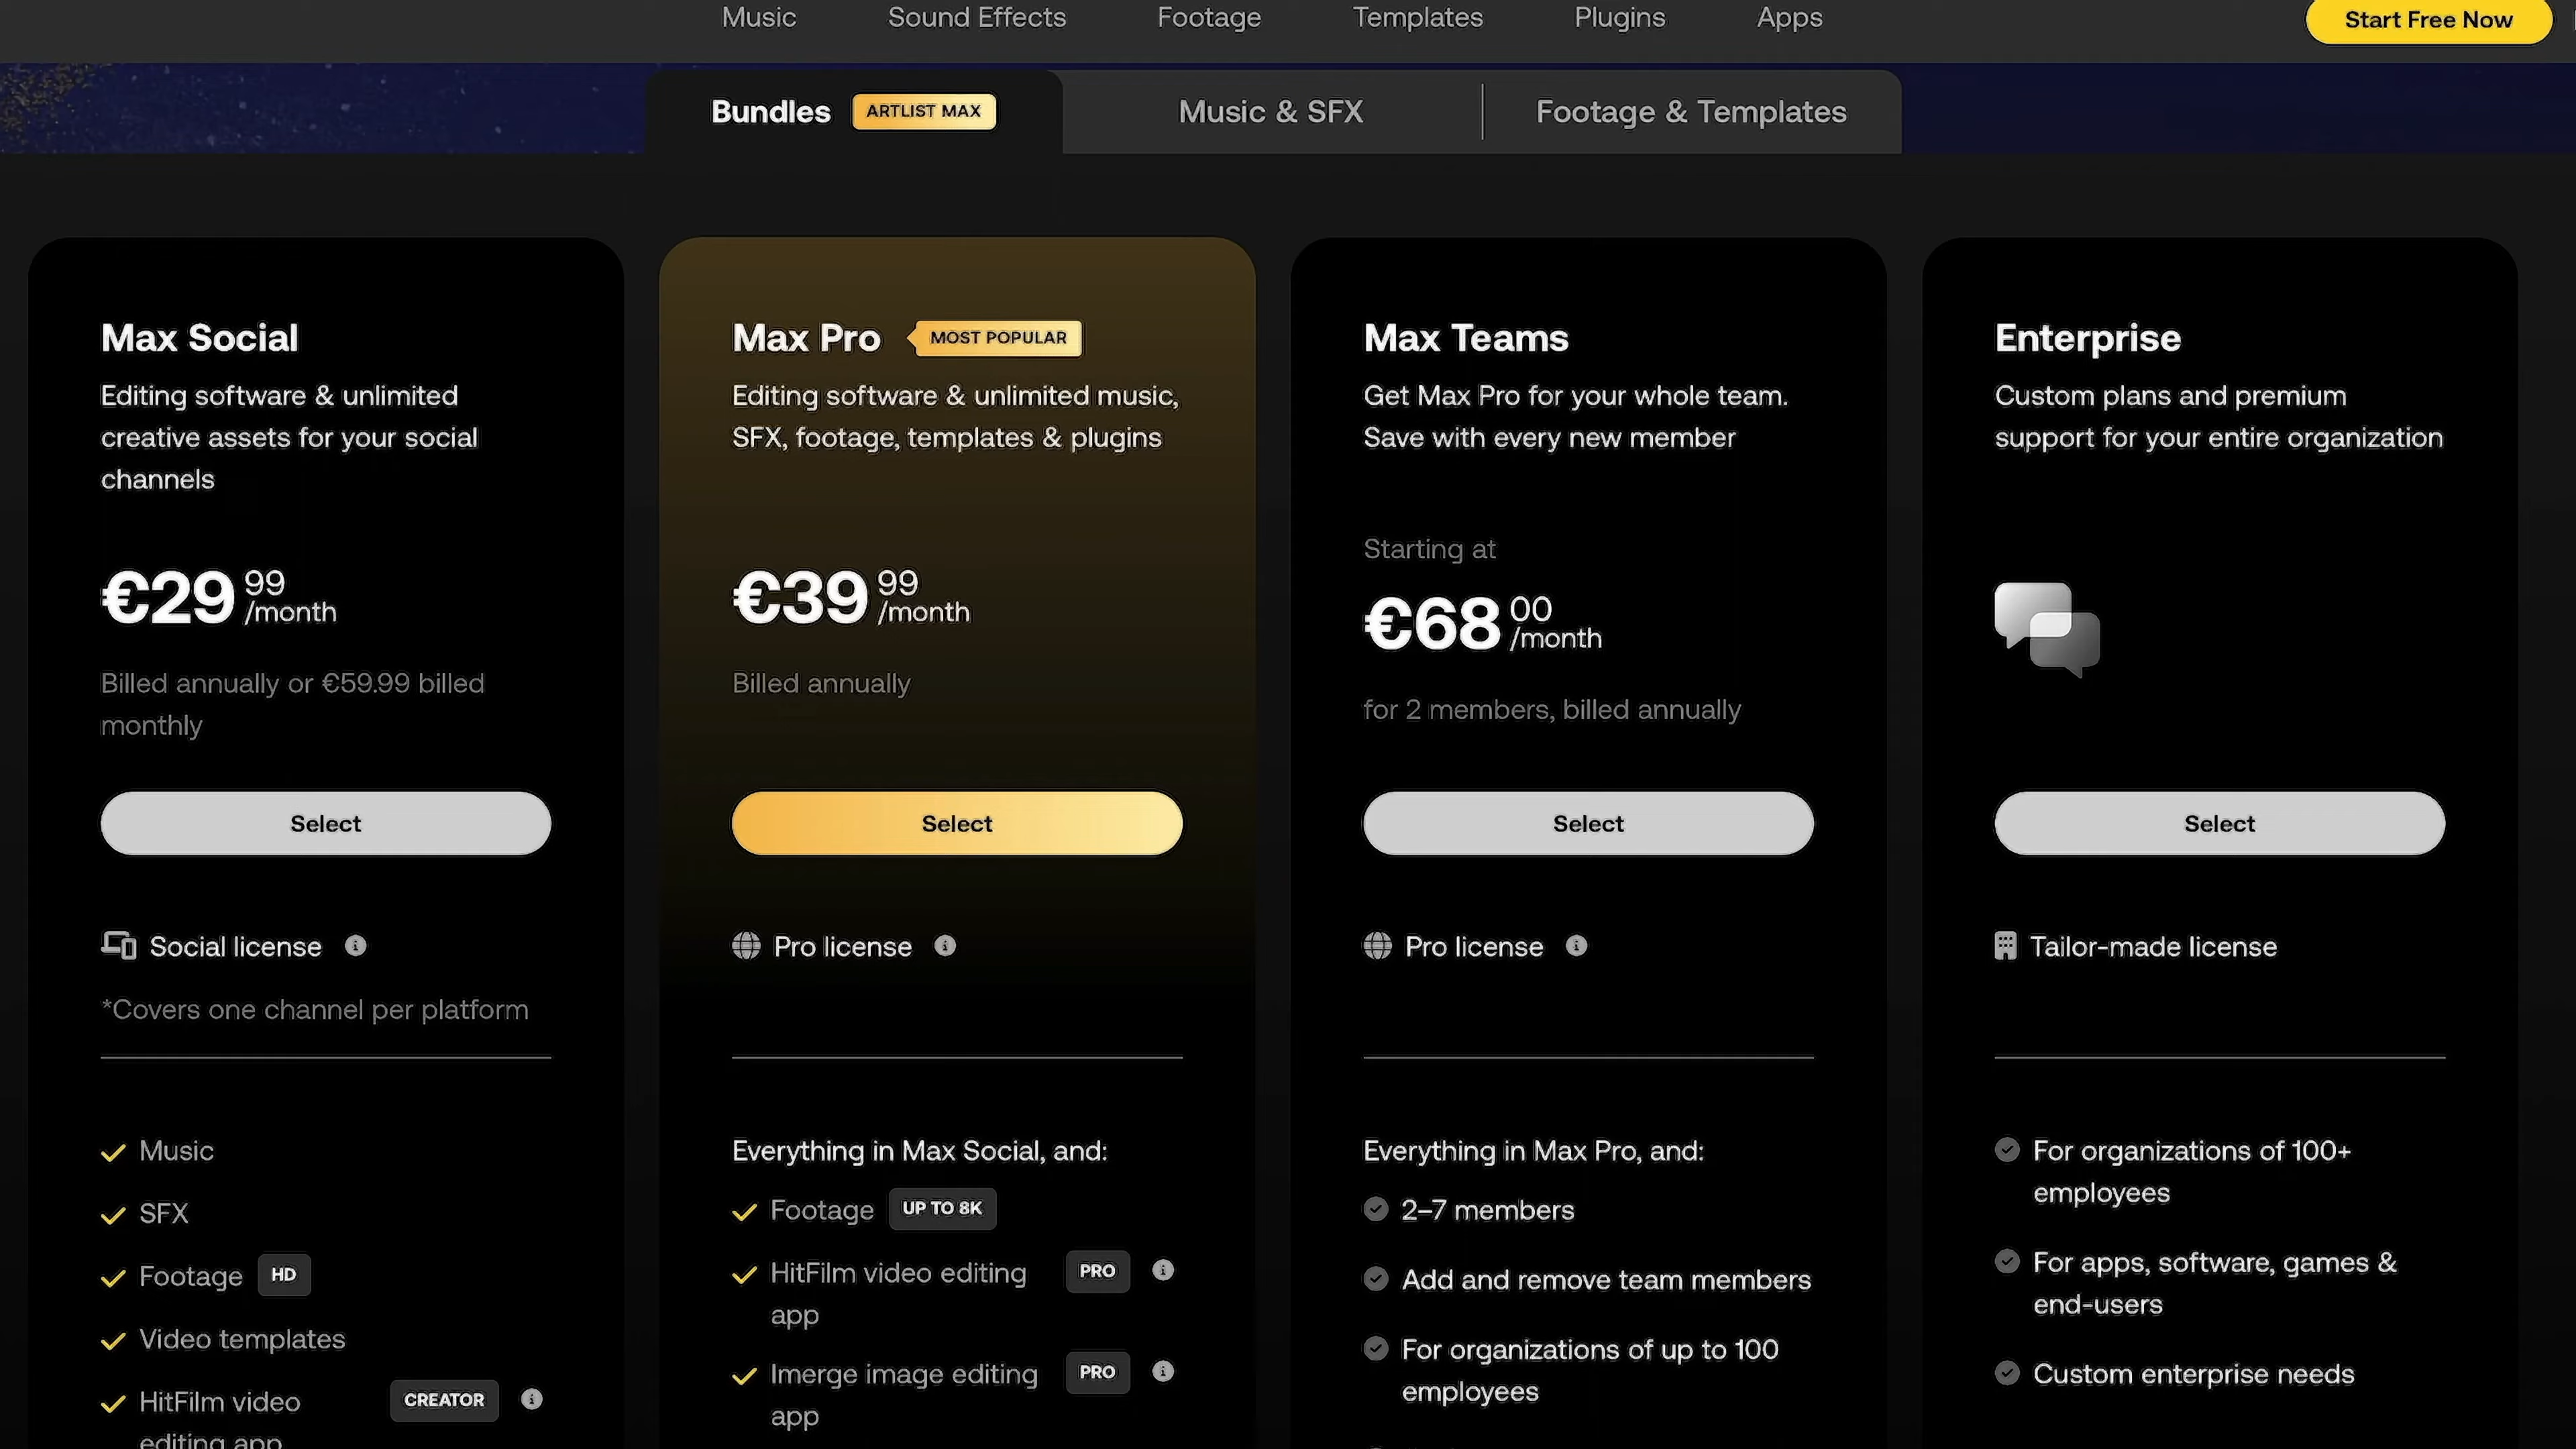 Music Sound Effects Footage Templates Plugins Apps Start Free Now
Bundles ARTLIST MAX Music & SFX Footage & Templates
Max Social
Editing software & unlimited
creative assets for your social
channels
€29 99 /month
Billed annually or €59.99 billed
monthly
Select
Social license
*Covers one channel per platform
Music
SFX
Footage HD
Video templates
HitFilm video CREATOR
editing app
Max Pro MOST POPULAR
Editing software & unlimited music,
SFX, footage, templates & plugins
€39 99 /month
Billed annually
Select
Pro license
Everything in Max Social, and:
Footage UP TO 8K
HitFilm video editing PRO
app
Imerge image editing PRO
app
Max Teams
Get Max Pro for your whole team.
Save with every new member
Starting at
€68 00 /month
for 2 members, billed annually
Select
Pro license
Everything in Max Pro, and:
2–7 members
Add and remove team members
For organizations of up to 100
employees
Enterprise
Custom plans and premium
support for your entire organization
Select
Tailor-made license
For organizations of 100+
employees
For apps, software, games &
end-users
Custom enterprise needs